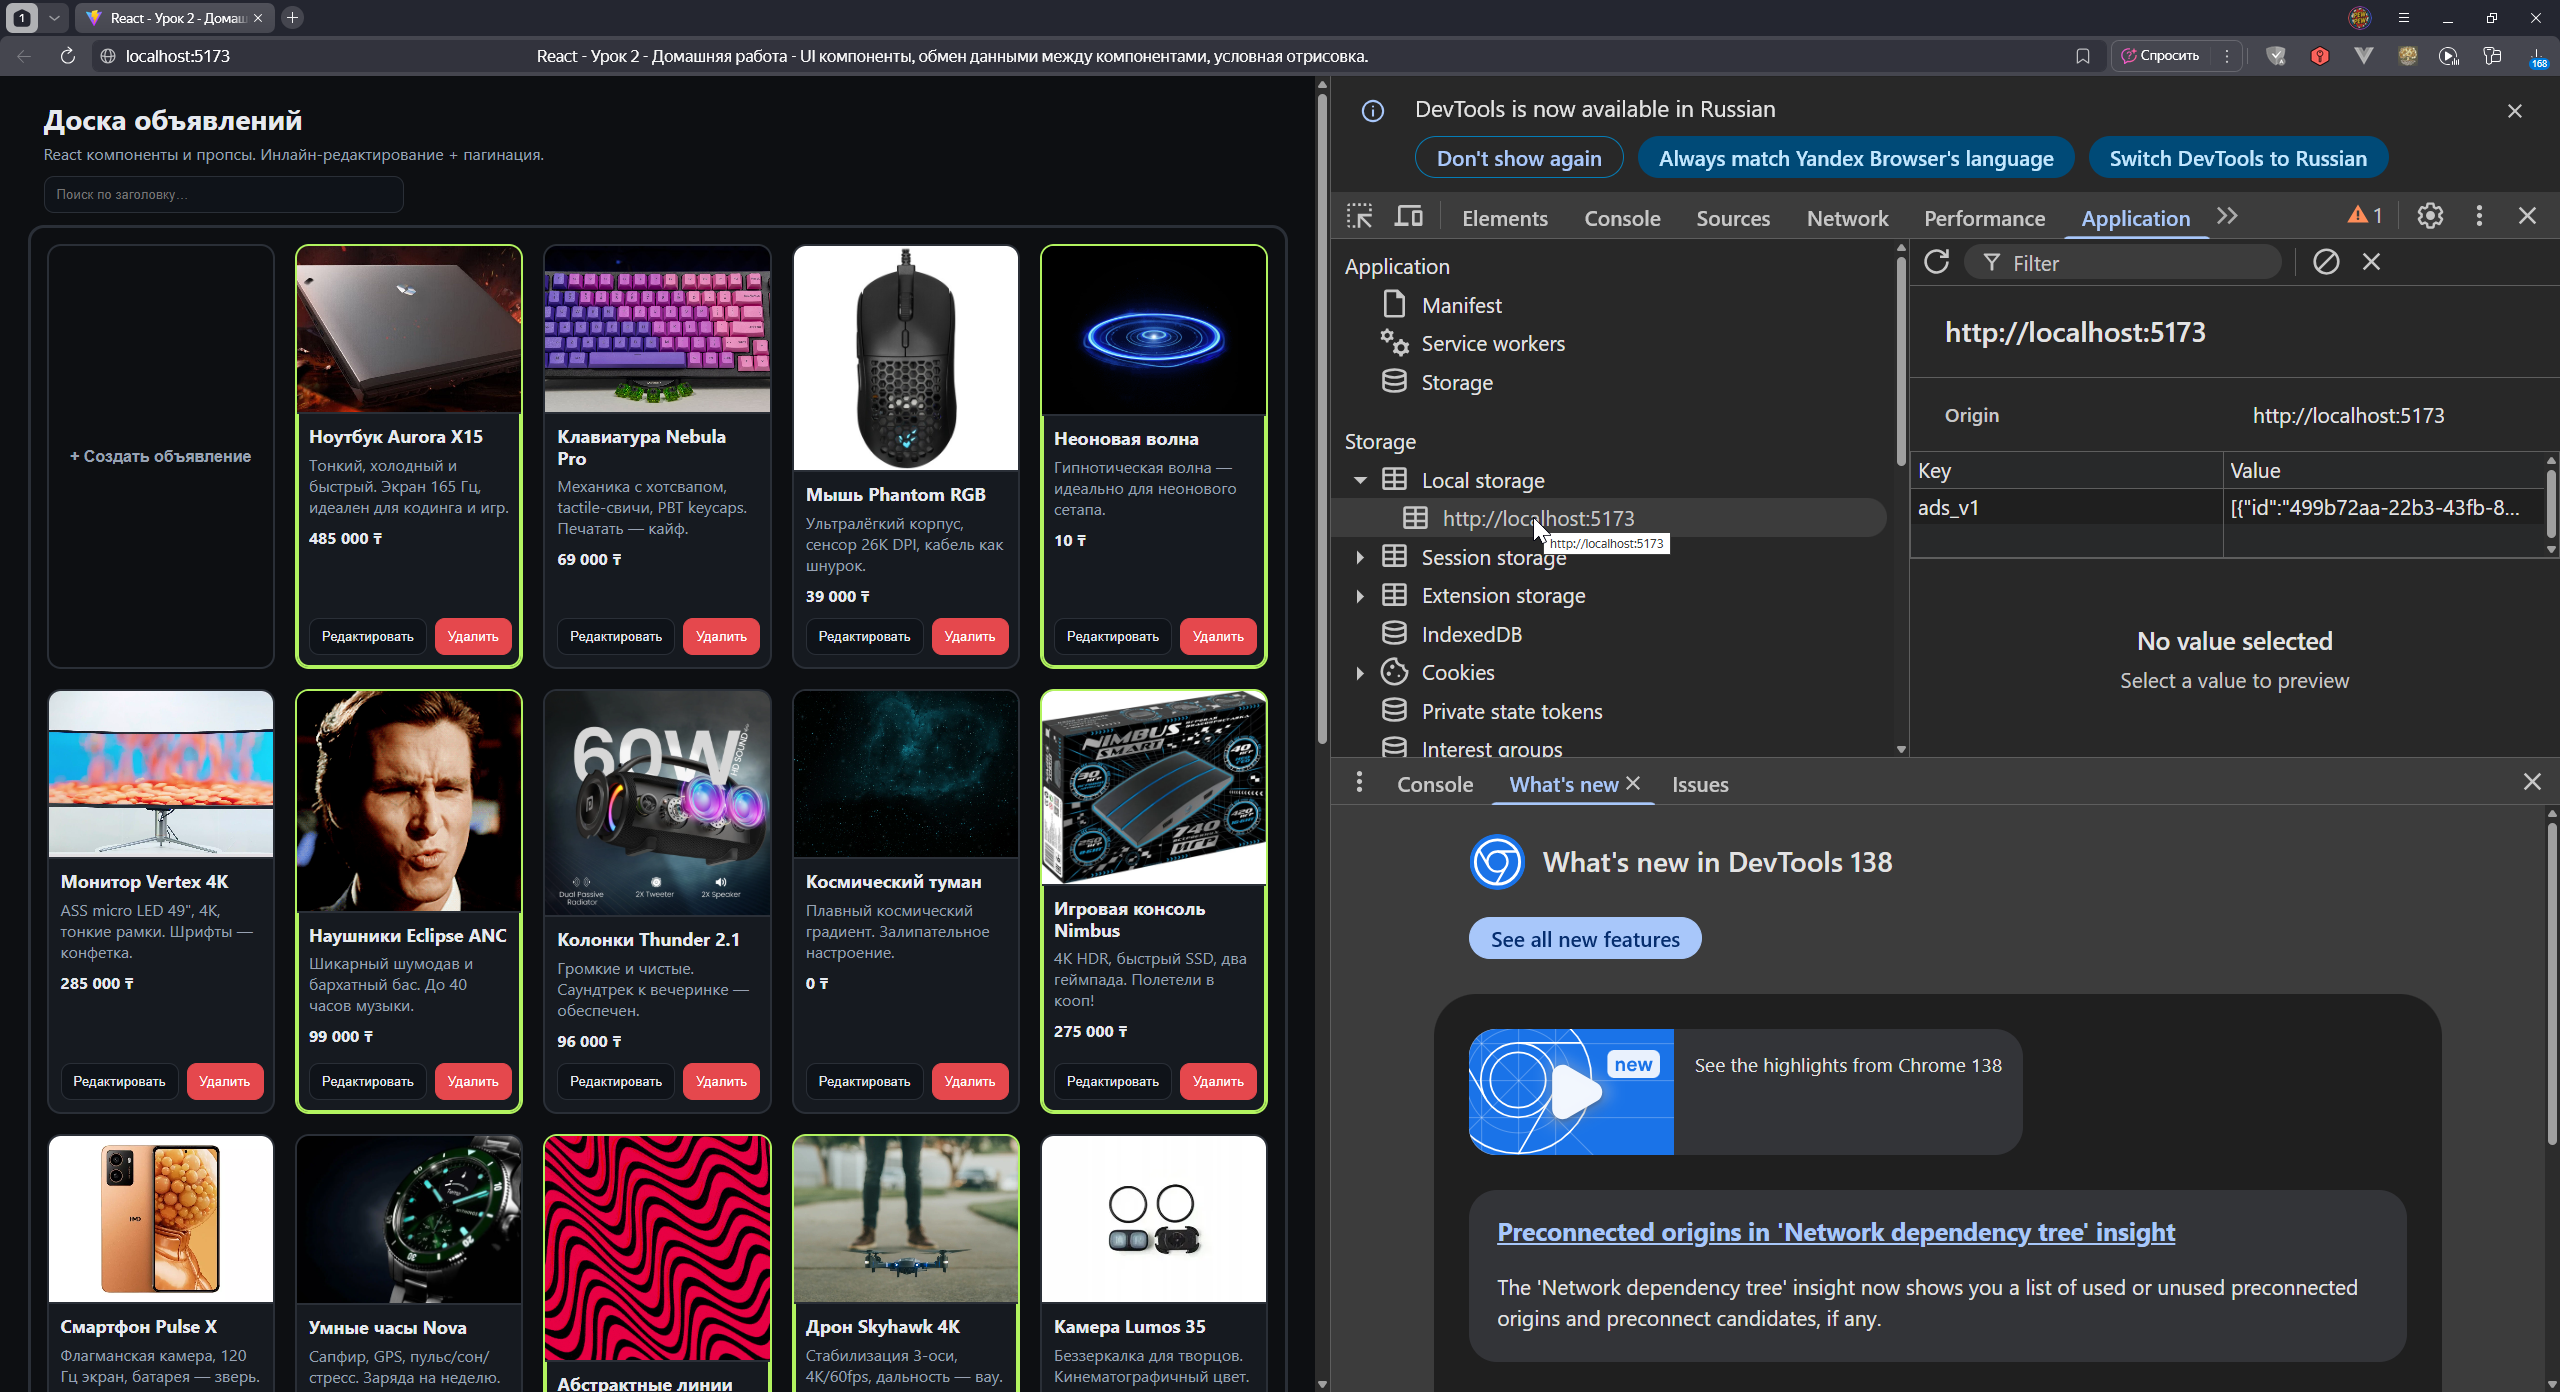 1
React - Урок 2 - Домаш
localhost:5173
React - Урок 2 - Домашняя работа - UI компоненты, обмен данными между компонентами, условная отрисовка.
Спросить
168
Доска объявлений
React компоненты и пропсы. Инлайн-редактирование + пагинация.
Поиск по заголовку...
+ Создать объявление
Ноутбук Aurora X15
Тонкий, холодный и
быстрый. Экран 165 Гц,
идеален для кодинга и игр.
485 000 ₸
Редактировать
Удалить
Клавиатура Nebula
Pro
Механика с хотсвапом,
tactile-свичи, PBT keycaps.
Печатать — кайф.
69 000 ₸
Редактировать
Удалить
Мышь Phantom RGB
Ультралёгкий корпус,
сенсор 26K DPI, кабель как
шнурок.
39 000 ₸
Редактировать
Удалить
Неоновая волна
Гипнотическая волна —
идеально для неонового
сетапа.
10 ₸
Редактировать
Удалить
Монитор Vertex 4K
ASS micro LED 49", 4K,
тонкие рамки. Шрифты —
конфетка.
285 000 ₸
Редактировать
Удалить
Наушники Eclipse ANC
Шикарный шумодав и
бархатный бас. До 40
часов музыки.
99 000 ₸
Редактировать
Удалить
60W
HD SOUND
Dual Passive
Radiator
2X Tweeter
2X Speaker
Колонки Thunder 2.1
Громкие и чистые.
Саундтрек к вечеринке —
обеспечен.
96 000 ₸
Редактировать
Удалить
Космический туман
Плавный космический
градиент. Залипательное
настроение.
0 ₸
Редактировать
Удалить
NIMBUS
SMART
740
ИГР
Игровая консоль
Nimbus
4K HDR, быстрый SSD, два
геймпада. Полетели в
кооп!
275 000 ₸
Редактировать
Удалить
Смартфон Pulse X
Флагманская камера, 120
Гц экран, батарея — зверь.
Умные часы Nova
Сапфир, GPS, пульс/сон/
стресс. Заряда на неделю.
Абстрактные линии
Дрон Skyhawk 4K
Стабилизация 3-оси,
4K/60fps, дальность — вау.
Камера Lumos 35
Беззеркалка для творцов.
Кинематографичный цвет.
DevTools is now available in Russian
Don't show again
Always match Yandex Browser's language
Switch DevTools to Russian
Elements
Console
Sources
Network
Performance
Application
1
Application
Manifest
Service workers
Storage
Storage
Local storage
http://localhost:5173
http://localhost:5173
Session storage
Extension storage
IndexedDB
Cookies
Private state tokens
Interest groups
Filter
http://localhost:5173
Origin
http://localhost:5173
Key
Value
ads_v1
[{"id":"499b72aa-22b3-43fb-8...
No value selected
Select a value to preview
Console
What's new
Issues
What's new in DevTools 138
See all new features
new
See the highlights from Chrome 138
Preconnected origins in 'Network dependency tree' insight
The 'Network dependency tree' insight now shows you a list of used or unused preconnected
origins and preconnect candidates, if any.